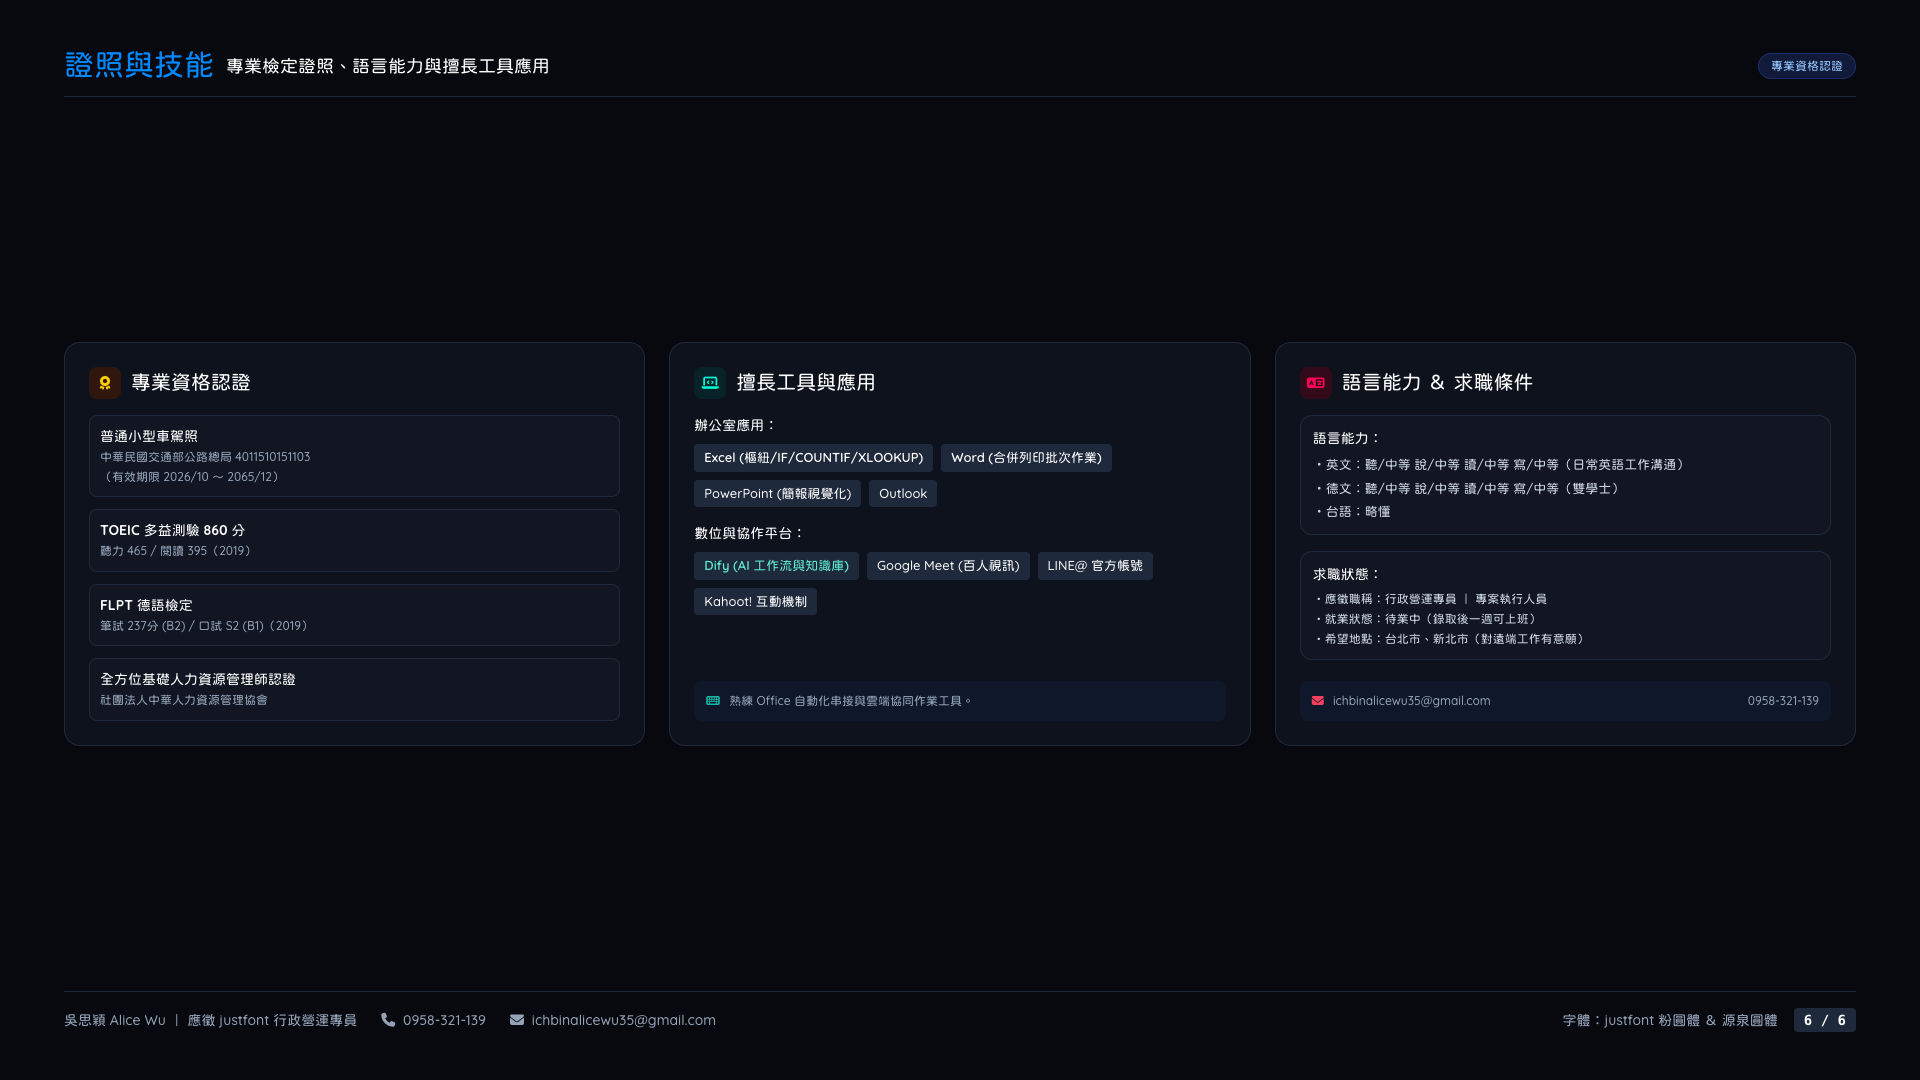 證照與技能 專業檢定證照、語言能力與擅長工具應用
專業資格認證
專業資格認證
普通小型車駕照
中華民國交通部公路總局 4011510151103
（有效期限 2026/10 ～ 2065/12）
TOEIC 多益測驗 860 分
聽力 465 / 閱讀 395（2019）
FLPT 德語檢定
筆試 237分 (B2) / 口試 S2 (B1)（2019）
全方位基礎人力資源管理師認證
社團法人中華人力資源管理協會
擅長工具與應用
辦公室應用：
Excel (樞紐/IF/COUNTIF/XLOOKUP) Word (合併列印批次作業)
PowerPoint (簡報視覺化) Outlook
數位與協作平台：
Dify (AI 工作流與知識庫) Google Meet (百人視訊) LINE@ 官方帳號
Kahoot! 互動機制
熟練 Office 自動化串接與雲端協同作業工具。
語言能力 & 求職條件
語言能力：
・英文：聽/中等 說/中等 讀/中等 寫/中等（日常英語工作溝通）
・德文：聽/中等 說/中等 讀/中等 寫/中等（雙學士）
・台語：略懂
求職狀態：
・應徵職稱：行政營運專員 ｜ 專案執行人員
・就業狀態：待業中（錄取後一週可上班）
・希望地點：台北市、新北市（對遠端工作有意願）
ichbinalicewu35@gmail.com 0958-321-139
吳思穎 Alice Wu ｜ 應徵 justfont 行政營運專員 0958-321-139 ichbinalicewu35@gmail.com
字體：justfont 粉圓體 & 源泉圓體 6 / 6